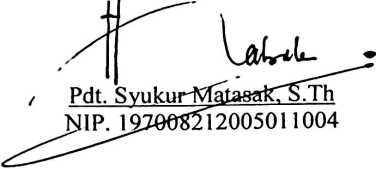 Pdt. Syukur Matasak, S.Th
NIP. 197008212005011004